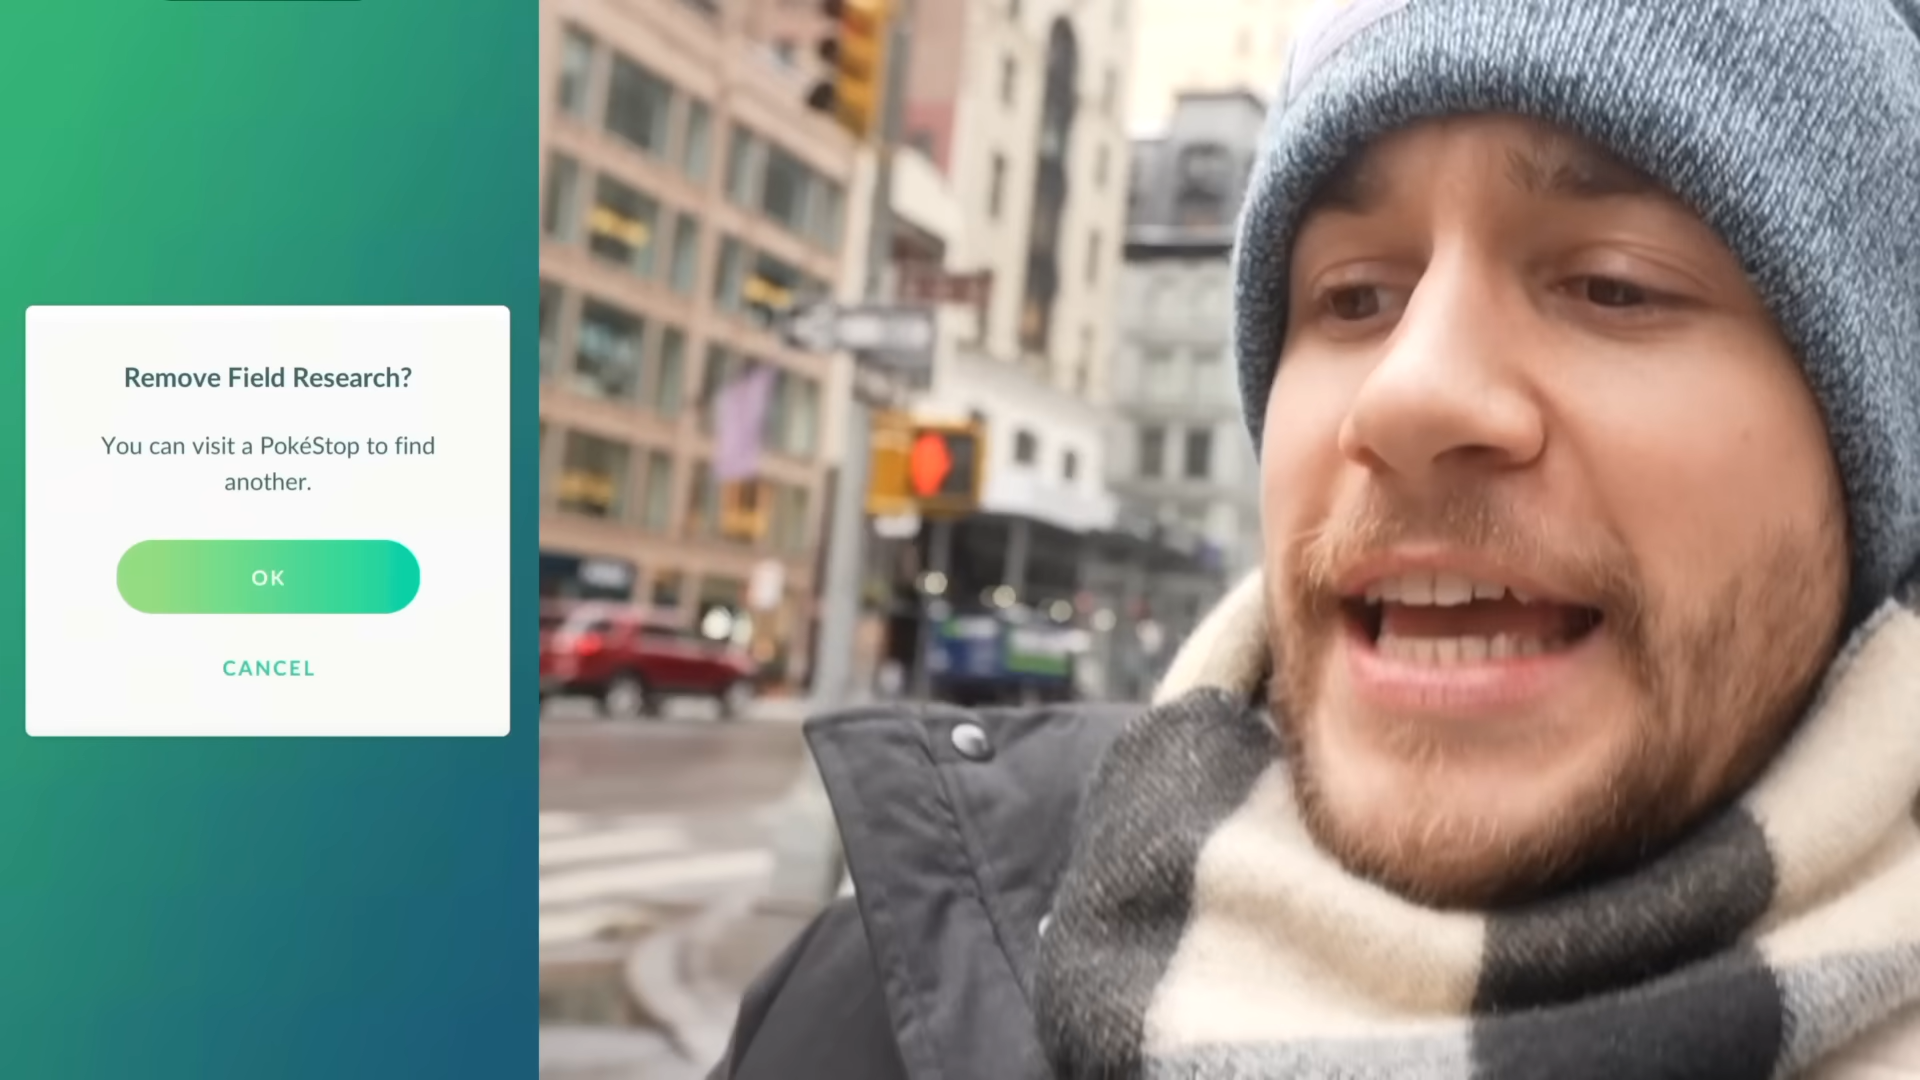 Remove Field Research?
You can visit a PokéStop to find
another.
OK
CANCEL